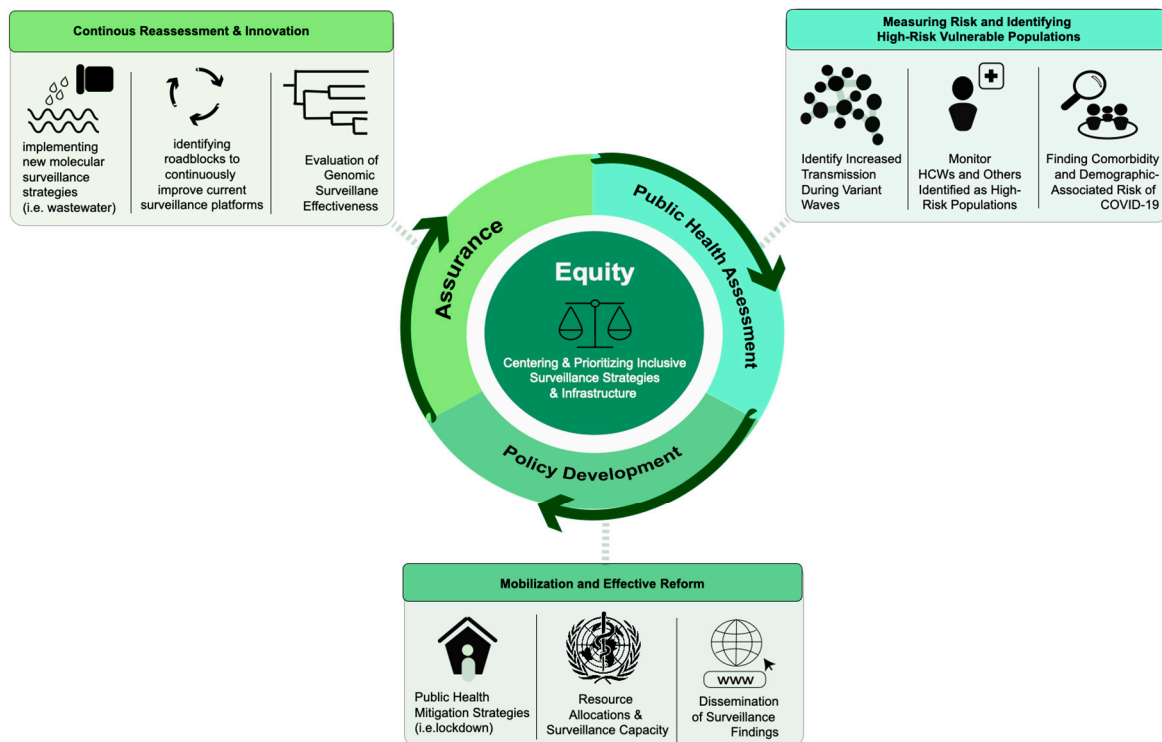 Continous Reassessment & Innovation
implementing
new molecular
surveillance
strategies
(i.e. wastewater)
identifying
roadblocks to
continuously
improve current
surveillance platforms
Evaluation of
Genomic
Surveillane
Effectiveness
Measuring Risk and Identifying
High-Risk Vulnerable Populations
Identify Increased
Transmission
During Variant
Waves
Monitor
HCWs and Others
Identified as High-
Risk Populations
Finding Comorbidity
and Demographic-
Associated Risk of
COVID-19
Assurance
Public Health Assessment
Equity
Centering & Prioritizing Inclusive
Surveillance Strategies
& Infrastructure
Policy Development
Mobilization and Effective Reform
Public Health
Mitigation Strategies
(i.e.lockdown)
Resource
Allocations &
Surveillance Capacity
www
Dissemination
of Surveillance
Findings